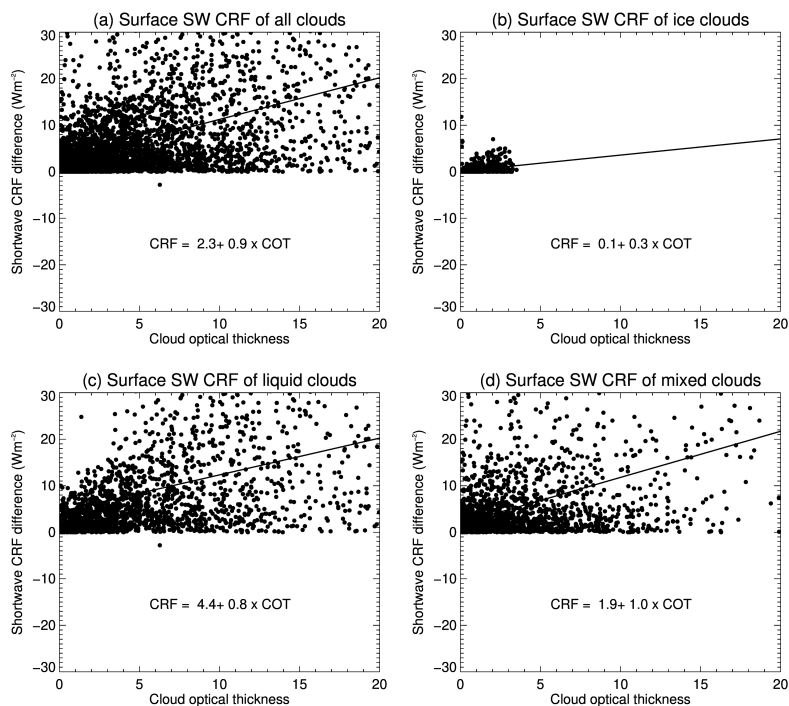 (a) Surface SW CRF of all clouds
Shortwave CRF difference (Wm⁻²)
30
20
10
0
−10
−20
−30
CRF = 2.3+ 0.9 x COT
0 5 10 15 20
Cloud optical thickness
(b) Surface SW CRF of ice clouds
Shortwave CRF difference (Wm⁻²)
30
20
10
0
−10
−20
−30
CRF = 0.1+ 0.3 x COT
0 5 10 15 20
Cloud optical thickness
(c) Surface SW CRF of liquid clouds
Shortwave CRF difference (Wm⁻²)
30
20
10
0
−10
−20
−30
CRF = 4.4+ 0.8 x COT
0 5 10 15 20
Cloud optical thickness
(d) Surface SW CRF of mixed clouds
Shortwave CRF difference (Wm⁻²)
30
20
10
0
−10
−20
−30
CRF = 1.9+ 1.0 x COT
0 5 10 15 20
Cloud optical thickness